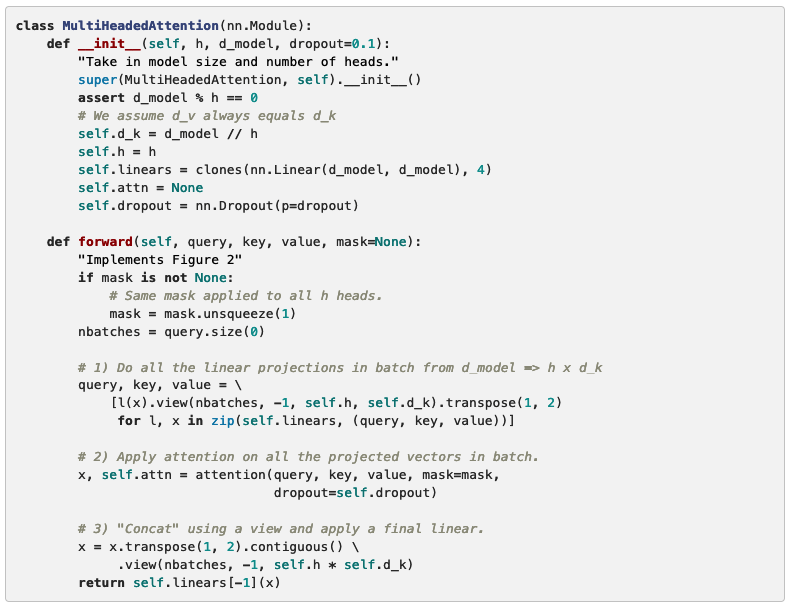 class MultiHeadedAttention(nn.Module):
    def __init__(self, h, d_model, dropout=0.1):
        "Take in model size and number of heads."
        super(MultiHeadedAttention, self).__init__()
        assert d_model % h == 0
        # We assume d_v always equals d_k
        self.d_k = d_model // h
        self.h = h
        self.linears = clones(nn.Linear(d_model, d_model), 4)
        self.attn = None
        self.dropout = nn.Dropout(p=dropout)

    def forward(self, query, key, value, mask=None):
        "Implements Figure 2"
        if mask is not None:
            # Same mask applied to all h heads.
            mask = mask.unsqueeze(1)
        nbatches = query.size(0)

        # 1) Do all the linear projections in batch from d_model => h x d_k
        query, key, value = \
            [l(x).view(nbatches, -1, self.h, self.d_k).transpose(1, 2)
             for l, x in zip(self.linears, (query, key, value))]

        # 2) Apply attention on all the projected vectors in batch.
        x, self.attn = attention(query, key, value, mask=mask,
                                 dropout=self.dropout)

        # 3) "Concat" using a view and apply a final linear.
        x = x.transpose(1, 2).contiguous() \
             .view(nbatches, -1, self.h * self.d_k)
        return self.linears[-1](x)